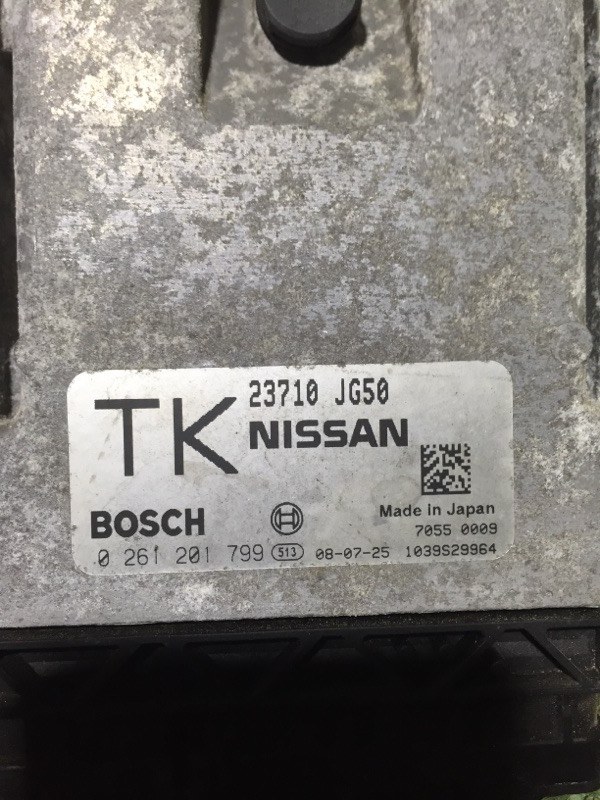 TK 23710 JG50
NISSAN
Made in Japan
BOSCH
7055 0009
0 261 201 799 513 08-07-25 1039S29964